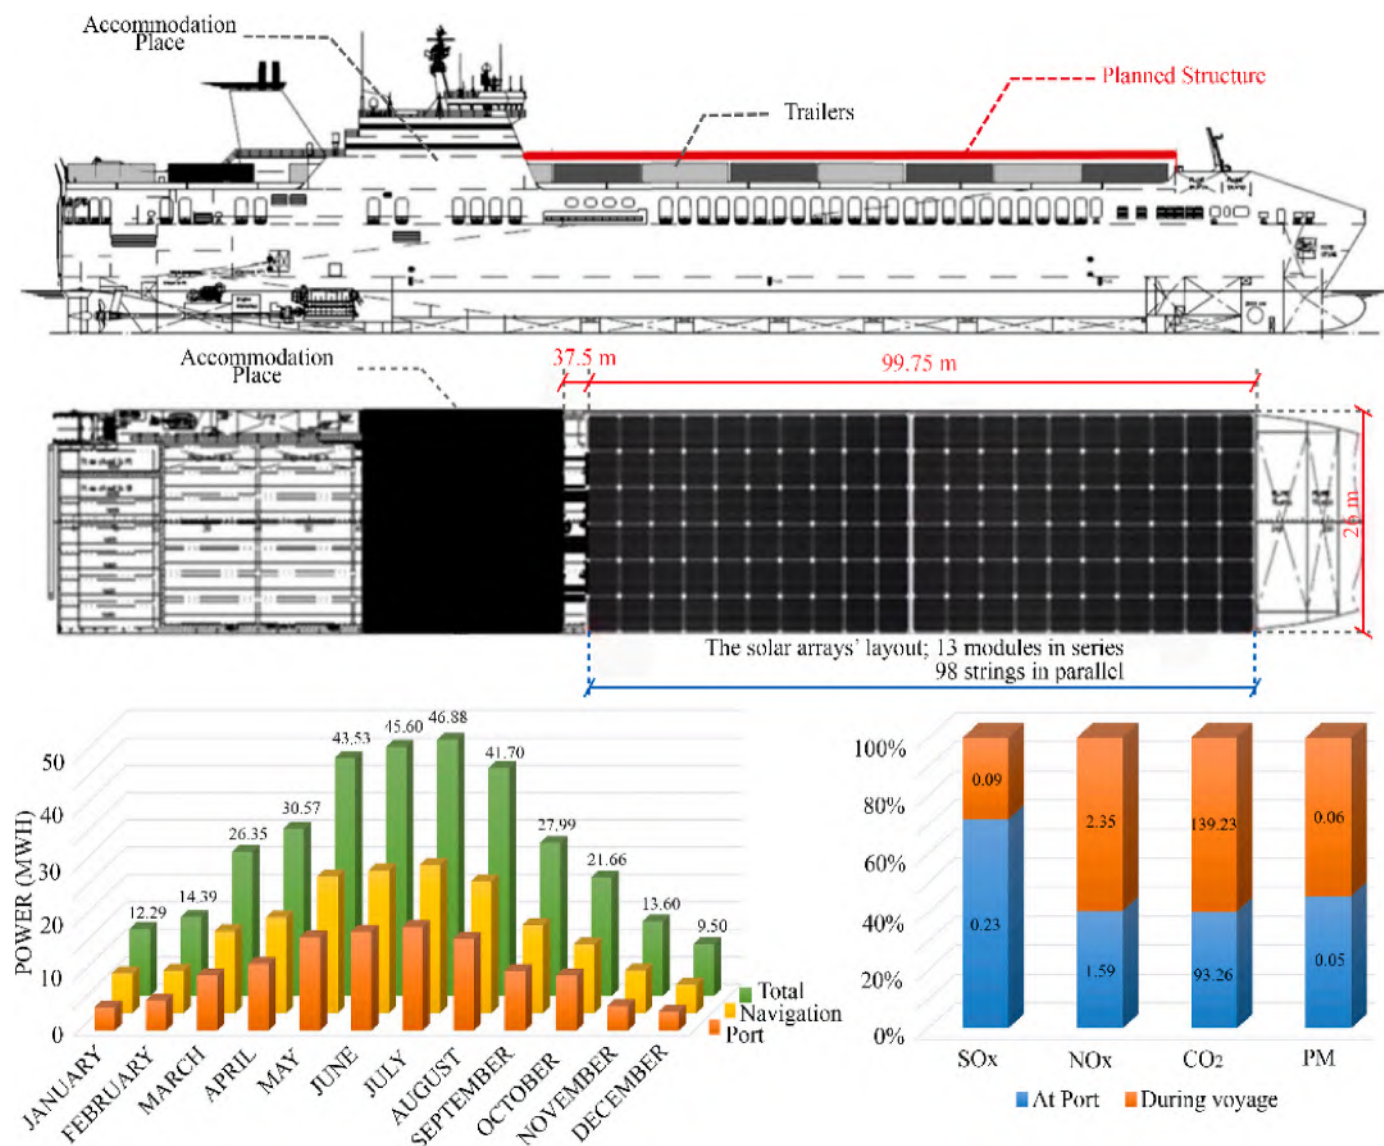 Accommodation
Place
Planned Structure
Trailers
Accommodation
Place
37.5 m
99.75 m
26 m
The solar arrays' layout; 13 modules in series
98 strings in parallel
POWER (MWH)
50
40
30
20
10
0
12.29
14.39
26.35
30.57
43.53
45.60
46.88
41.70
27.99
21.66
13.60
9.50
JANUARY
FEBRUARY
MARCH
APRIL
MAY
JUNE
JULY
AUGUST
SEPTEMBER
OCTOBER
NOVEMBER
DECEMBER
Total
Navigation
Port
100%
80%
60%
40%
20%
0%
0.09
2.35
139.23
0.06
0.23
1.59
93.26
0.05
SOx
NOx
CO2
PM
At Port
During voyage